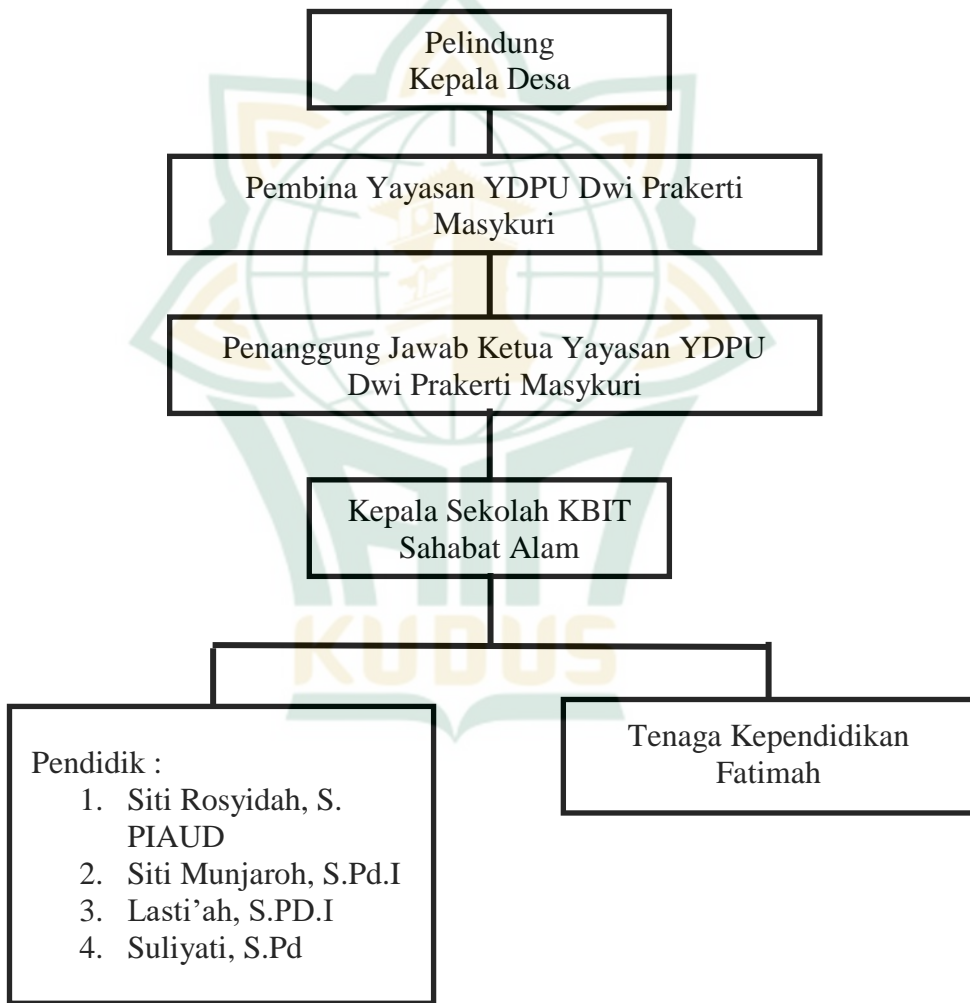 Pelindung
Kepala Desa
Pembina Yayasan YDPU Dwi Prakerti
Masykuri
Penanggung Jawab Ketua Yayasan YDPU
Dwi Prakerti Masykuri
Kepala Sekolah KBIT
Sahabat Alam
KUDUS
Pendidik :
1. Siti Rosyidah, S.
PIAUD
2. Siti Munjaroh, S.Pd.I
3. Lasti’ah, S.PD.I
4. Suliyati, S.Pd
Tenaga Kependidikan
Fatimah